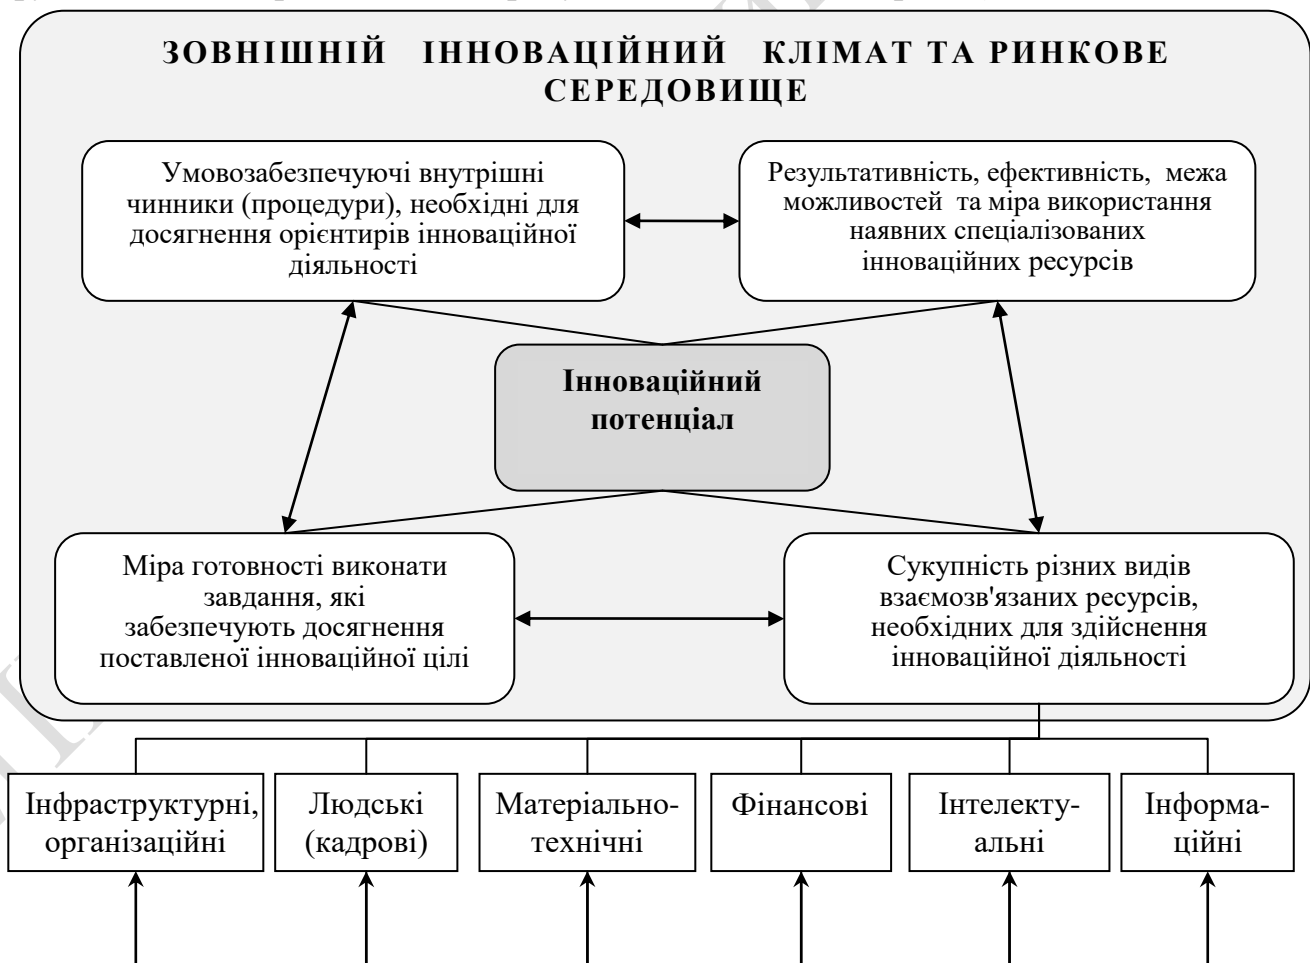 ЗОВНІШНІЙ ІННОВАЦІЙНИЙ КЛІМАТ ТА РИНКОВЕ
СЕРЕДОВИЩЕ
Умовозабезпечуючі внутрішні
чинники (процедури), необхідні для
досягнення орієнтирів інноваційної
діяльності
Результативність, ефективність, межа
можливостей та міра використання
наявних спеціалізованих
інноваційних ресурсів
Інноваційний
потенціал
Міра готовності виконати
завдання, які
забезпечують досягнення
поставленої інноваційної цілі
Сукупність різних видів
взаємозв'язаних ресурсів,
необхідних для здійснення
інноваційної діяльності
Інфраструктурні,
організаційні
Людські
(кадрові)
Матеріально-
технічні
Фінансові
Інтелекту-
альні
Інформа-
ційні